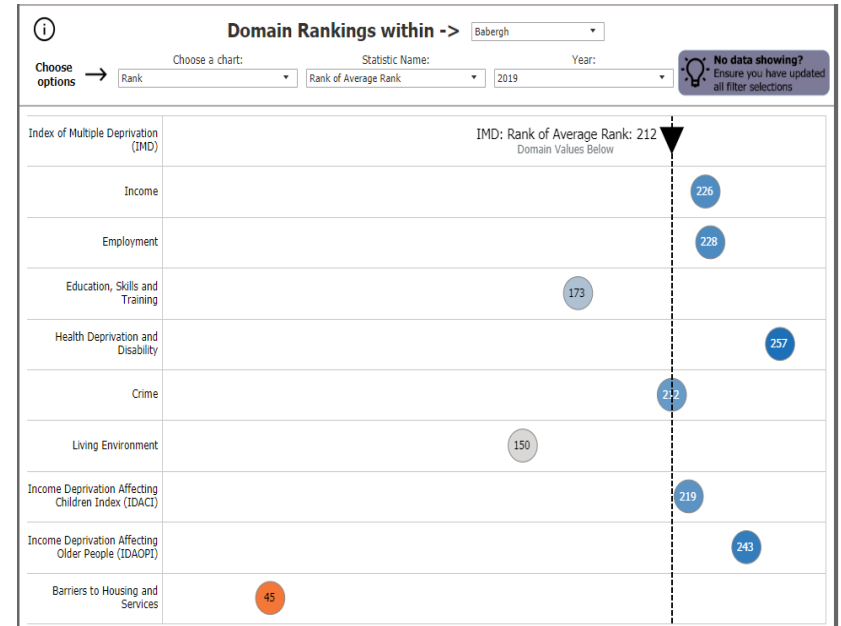 Domain Rankings within ->
Babergh
Choose
options
Choose a chart:
Rank
Statistic Name:
Rank of Average Rank
Year:
2019
No data showing?
Ensure you have updated
all filter selections
Index of Multiple Deprivation
(IMD)
IMD: Rank of Average Rank: 212
Domain Values Below
Income
226
Employment
228
Education, Skills and
Training
173
Health Deprivation and
Disability
257
Crime
212
Living Environment
150
Income Deprivation Affecting
Children Index (IDACI)
219
Income Deprivation Affecting
Older People (IDAOPI)
243
Barriers to Housing and
Services
45